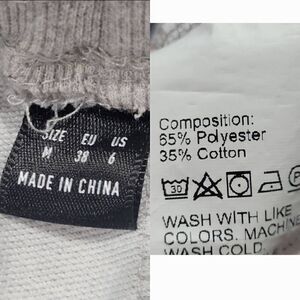 SIZE EU US
M 38 6
MADE IN CHINA
Composition:
65% Polyester
35% Cotton
30
WASH WITH LIKE
COLORS. MACHINE
WASH COLD.